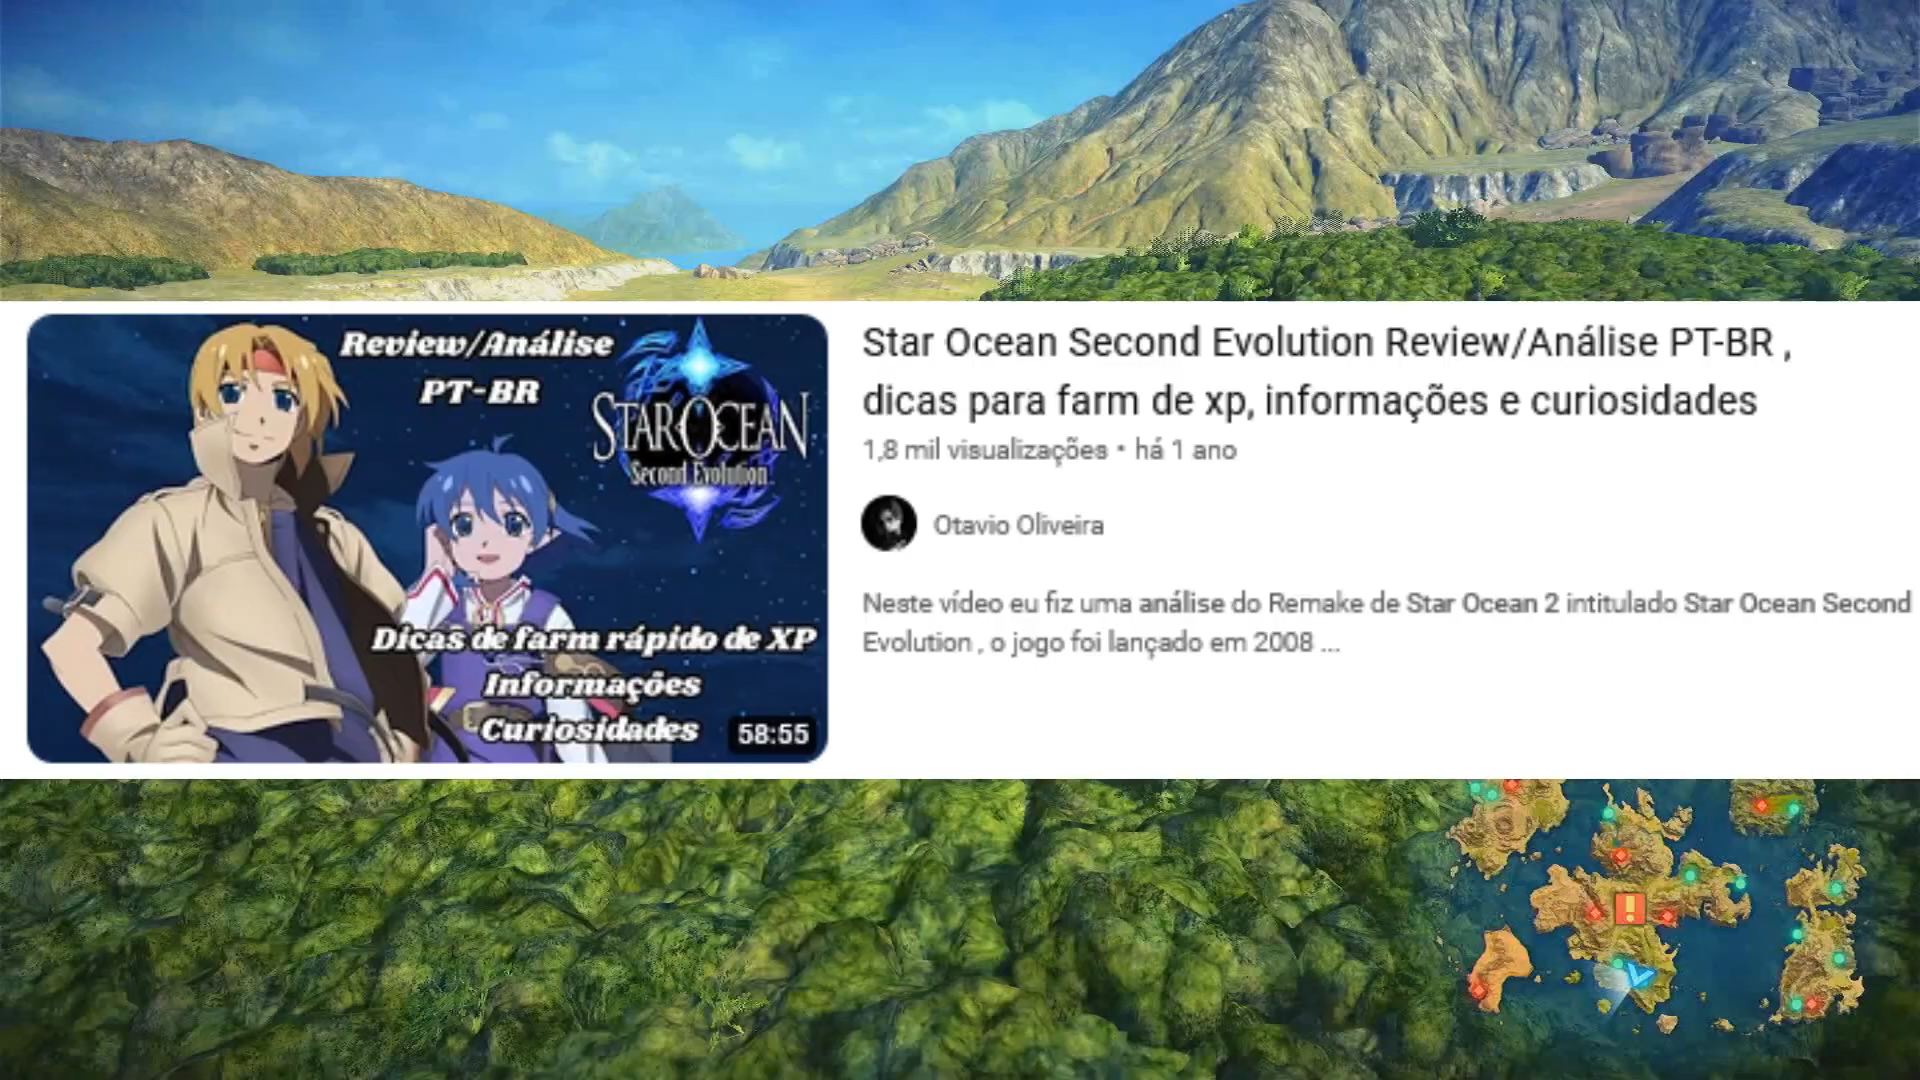 Review/Análise
PT-BR
STAR OCEAN
Second Evolution
Dicas de farm rápido de XP
Informações
Curiosidades
58:55
Star Ocean Second Evolution Review/Análise PT-BR ,
dicas para farm de xp, informações e curiosidades
1,8 mil visualizações • há 1 ano
Otavio Oliveira
Neste vídeo eu fiz uma análise do Remake de Star Ocean 2 intitulado Star Ocean Second
Evolution , o jogo foi lançado em 2008 ...